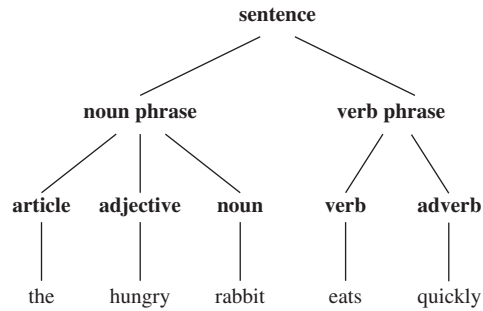 sentence
noun phrase verb phrase
article adjective noun verb adverb
the hungry rabbit eats quickly